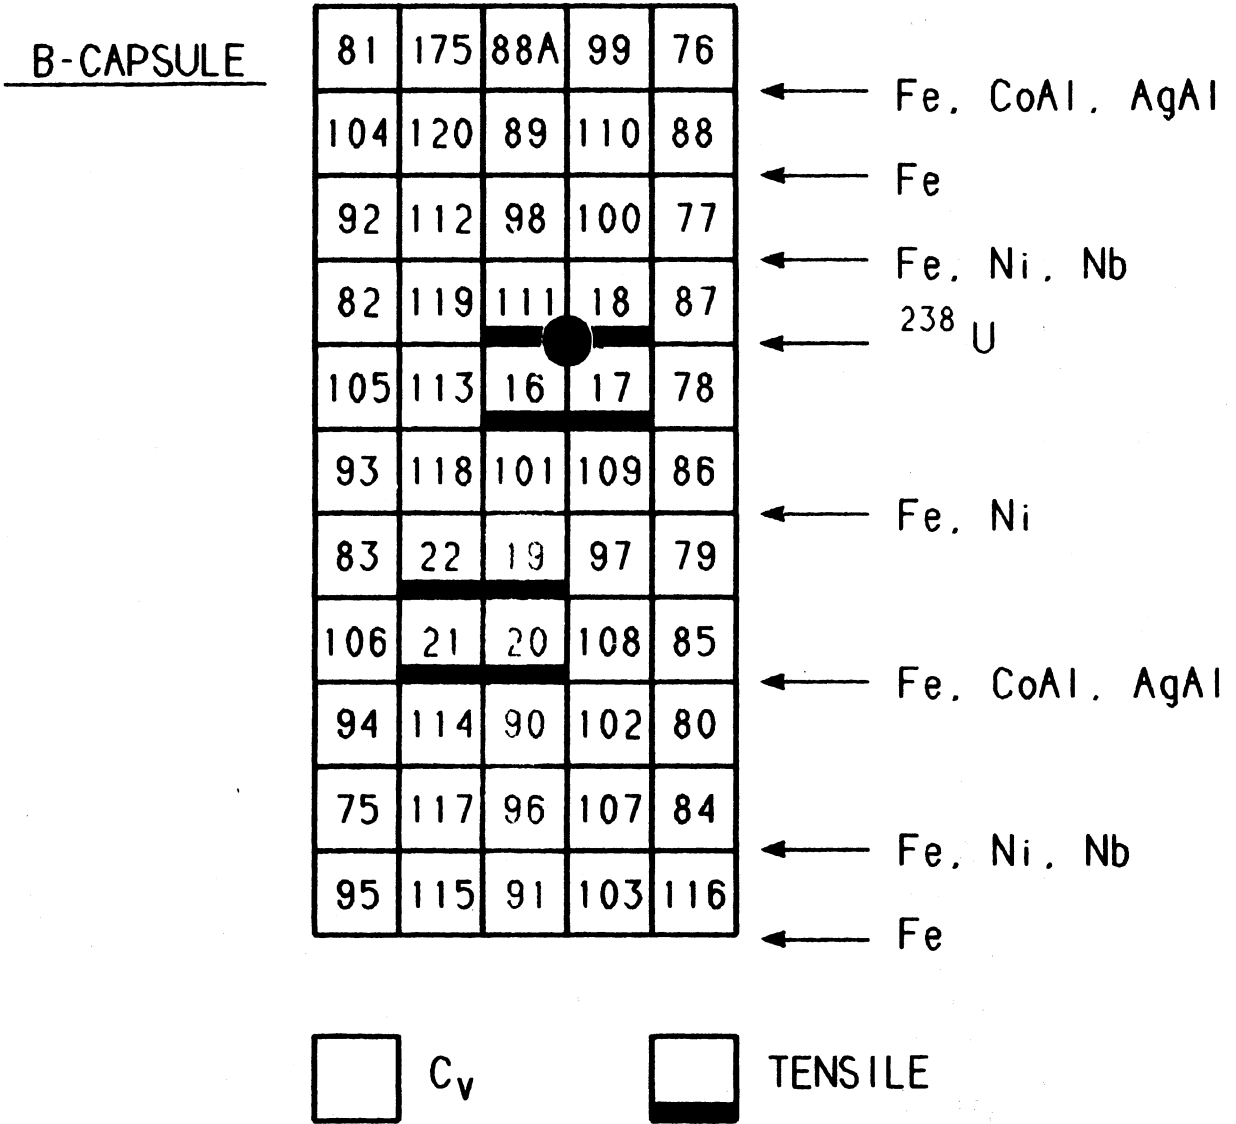 B-CAPSULE
81 175 88A 99 76
Fe. CoAl. AgAl
104 120 89 110 88
Fe
92 112 98 100 77
Fe. Ni. Nb
82 119 111 18 87
238 U
105 113 16 17 78
93 118 101 109 86
Fe. Ni
83 22 19 97 79
106 21 20 108 85
Fe. CoAl. AgAl
94 114 90 102 80
75 117 96 107 84
Fe. Ni. Nb
95 115 91 103 116
Fe
Cv TENSILE